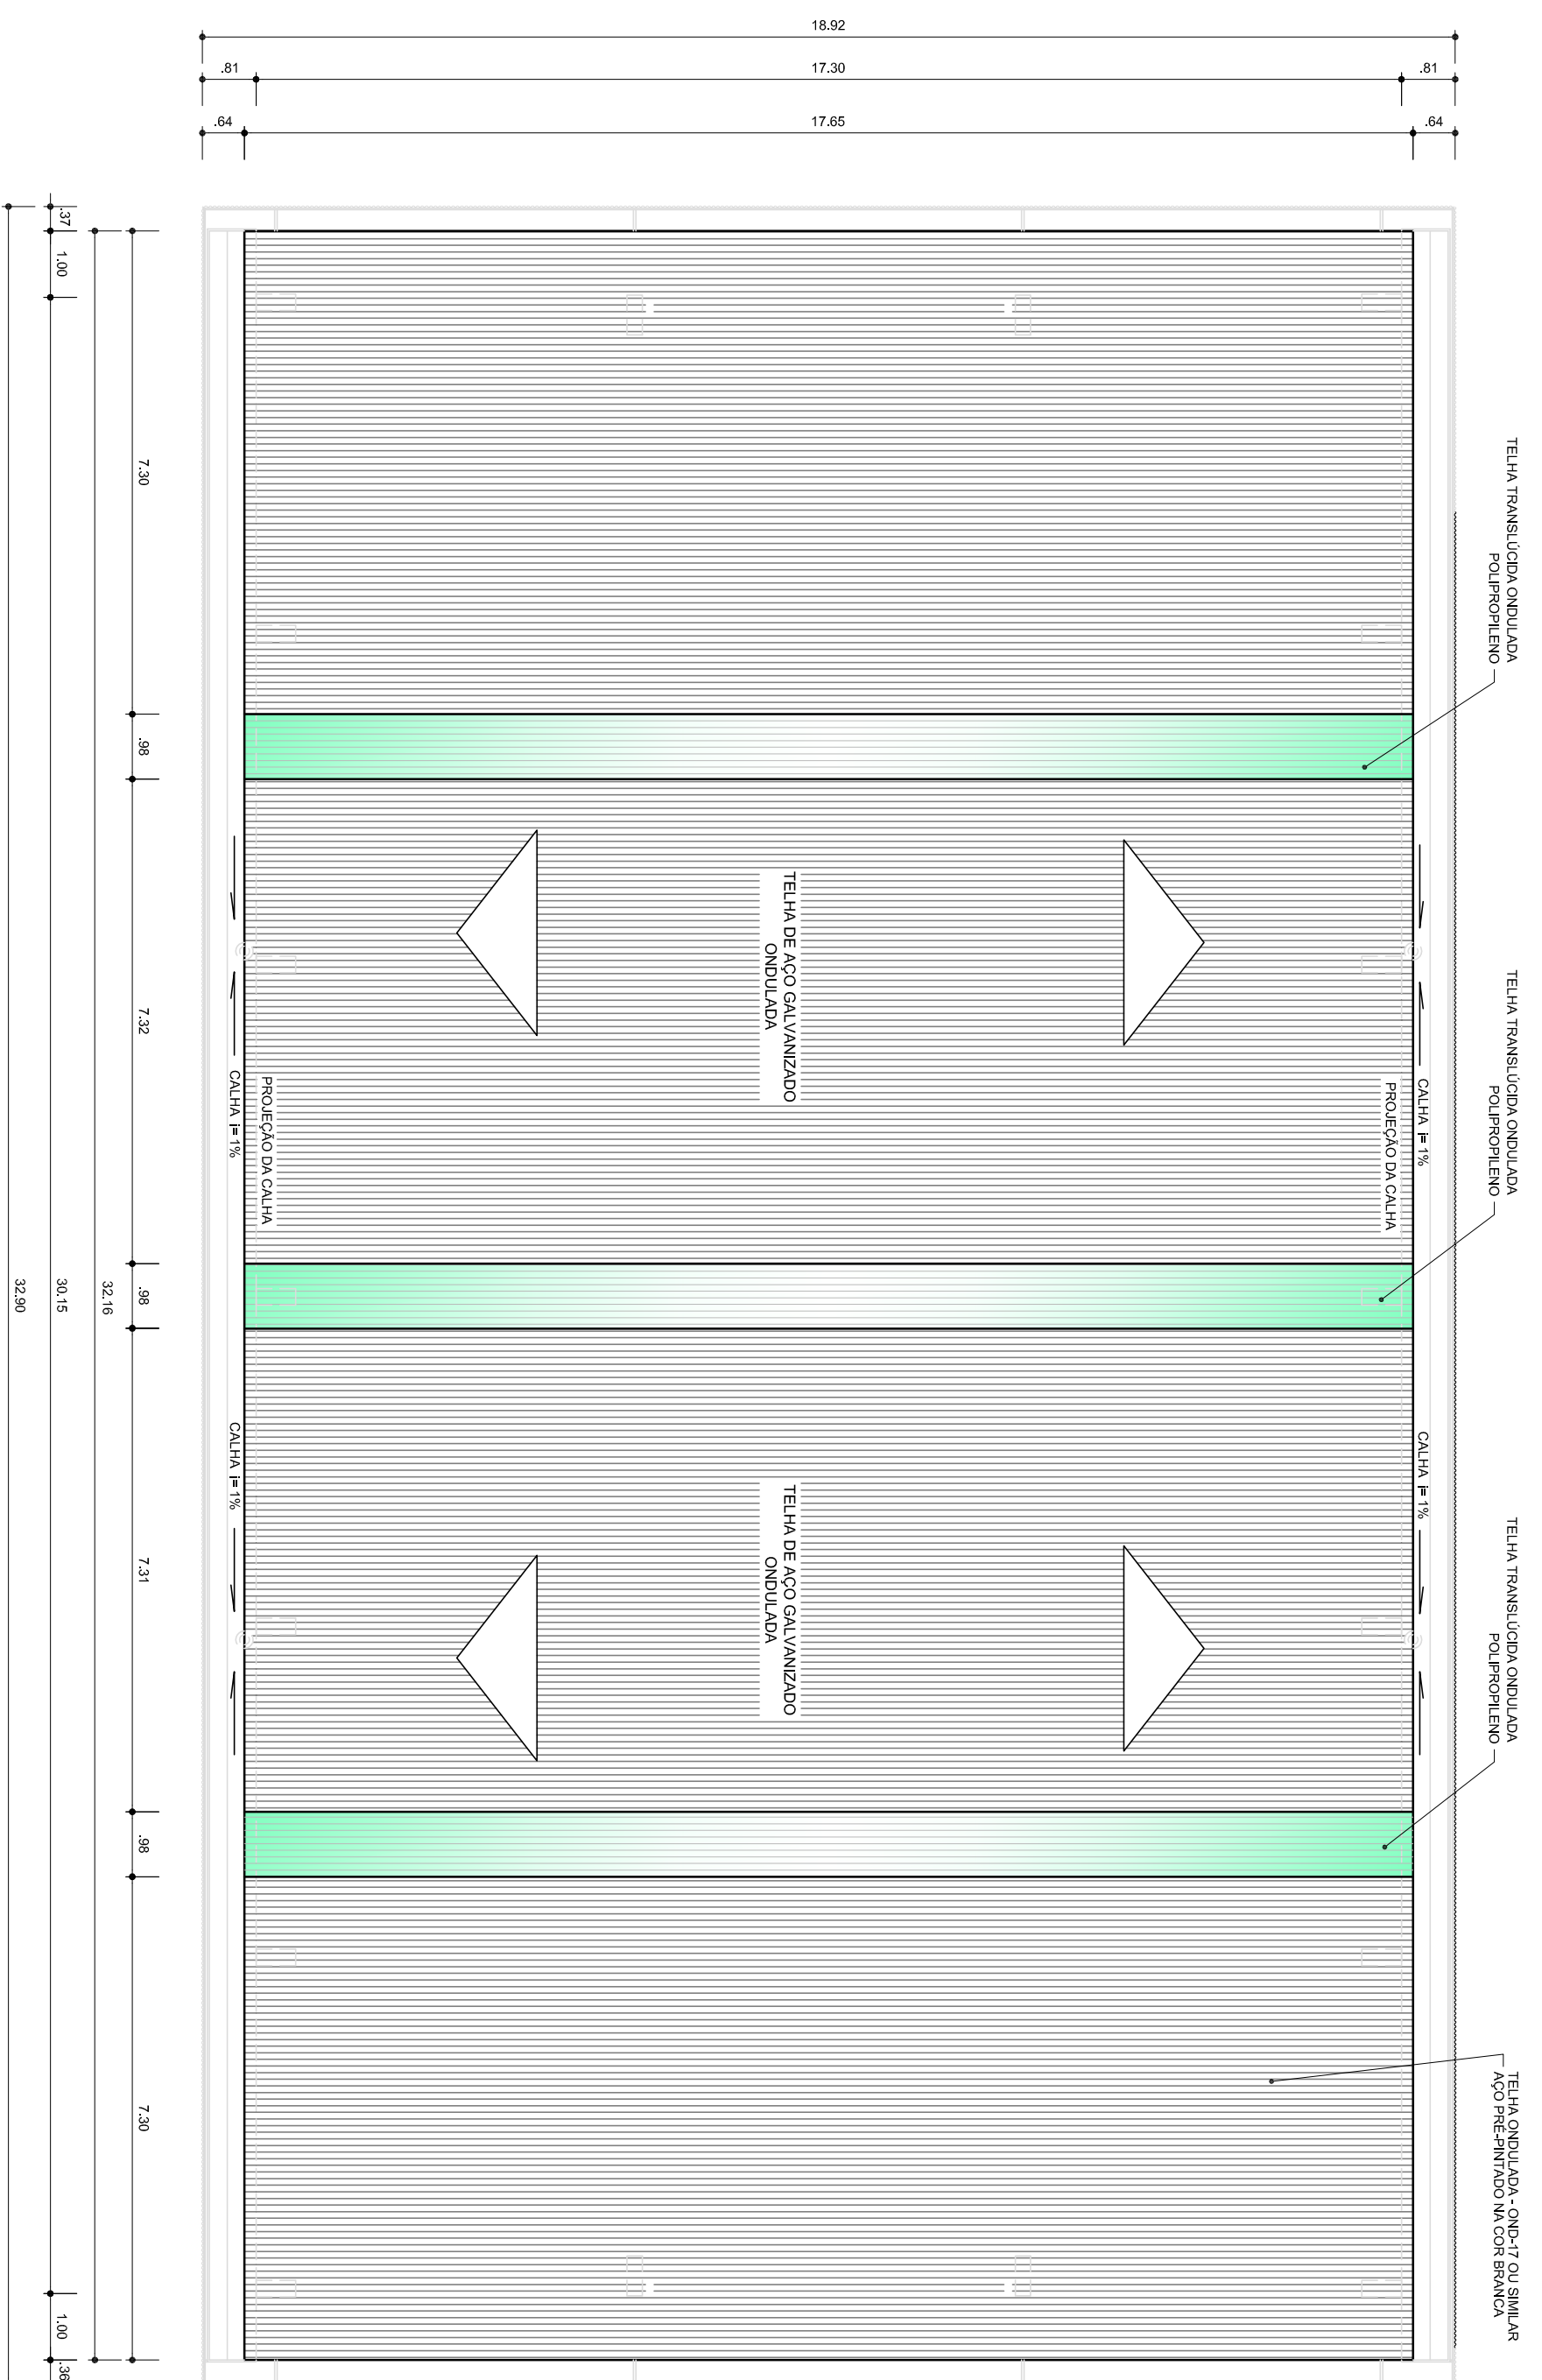 18.92
.81
17.30
.81
.64
17.65
.64
.37
1.00
7.30
.98
7.32
.98
7.31
.98
7.30
32.16
30.15
32.90
1.00
.36
TELHA TRANSLÚCIDA ONDULADA
POLIPROPILENO
TELHA TRANSLÚCIDA ONDULADA
POLIPROPILENO
TELHA TRANSLÚCIDA ONDULADA
POLIPROPILENO
TELHA ONDULADA - OND-17 OU SIMILAR
AÇO PRÉ-PINTADO NA COR BRANCA
TELHA DE AÇO GALVANIZADO
ONDULADA
TELHA DE AÇO GALVANIZADO
ONDULADA
CALHA i= 1%
PROJEÇÃO DA CALHA
CALHA i= 1%
PROJEÇÃO DA CALHA
CALHA i= 1%
CALHA i= 1%